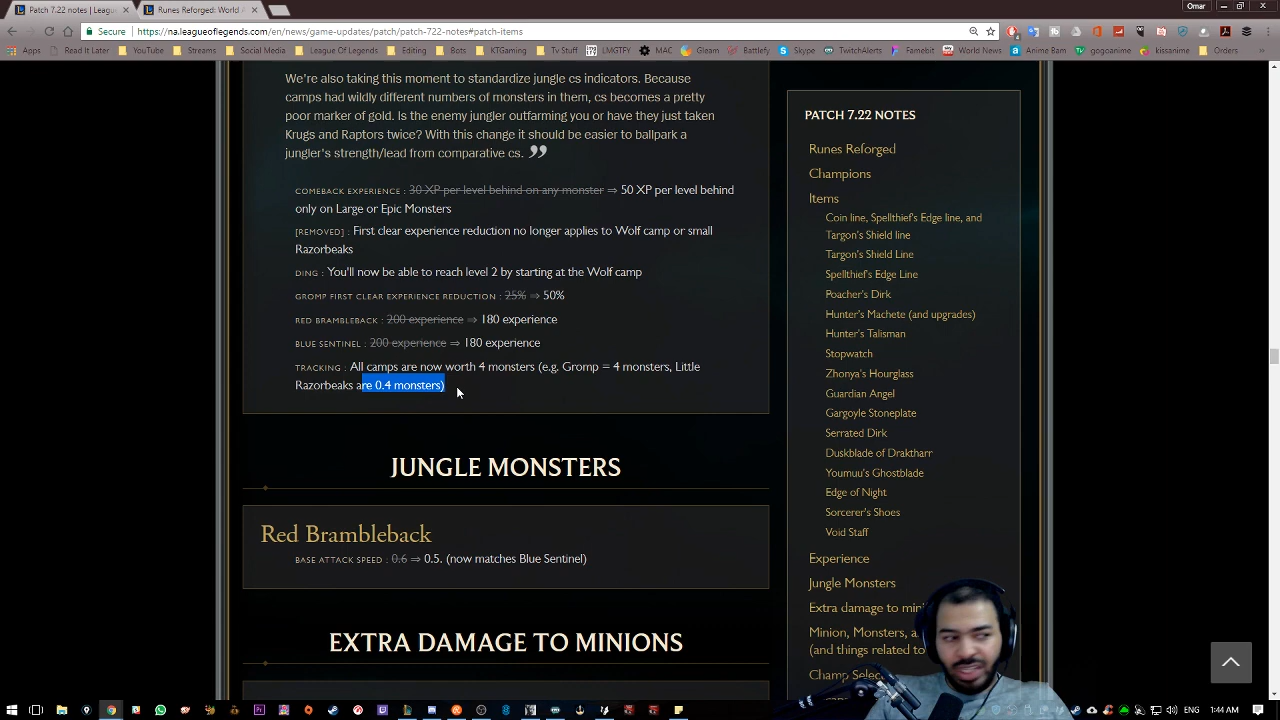 Patch 7.22 notes | Leagu
Runes Reforged: World A
Omar
Secure
https://na.leagueoflegends.com/en/news/game-updates/patch/patch-722-notes#patch-items
Apps
Read It Later
YouTube
Streams
Social Media
League Of Legends
Editing
Bots
KTGaming
Tv Stuff
LMGTFY
MAC
Gleam
Battlefy
Skype
TwitchAlerts
Famebit
World News
Anime Bam
gogoanime
kissanime
Orders
We're also taking this moment to standardize jungle cs indicators. Because
camps had wildly different numbers of monsters in them, cs becomes a pretty
poor marker of gold. Is the enemy jungler outfarming you or have they just taken
Krugs and Raptors twice? With this change it should be easier to ballpark a
jungler's strength/lead from comparative cs.
COMEBACK EXPERIENCE : 30 XP per level behind on any monster ⇒ 50 XP per level behind
only on Large or Epic Monsters
[REMOVED] : First clear experience reduction no longer applies to Wolf camp or small
Razorbeaks
DING : You'll now be able to reach level 2 by starting at the Wolf camp
GROMP FIRST CLEAR EXPERIENCE REDUCTION : 25% ⇒ 50%
RED BRAMBLEBACK : 200 experience ⇒ 180 experience
BLUE SENTINEL : 200 experience ⇒ 180 experience
TRACKING : All camps are now worth 4 monsters (e.g. Gromp = 4 monsters, Little
Razorbeaks are 0.4 monsters)
JUNGLE MONSTERS
Red Brambleback
BASE ATTACK SPEED : 0.6 ⇒ 0.5. (now matches Blue Sentinel)
EXTRA DAMAGE TO MINIONS
PATCH 7.22 NOTES
Runes Reforged
Champions
Items
Coin line, Spellthief's Edge line, and
Targon's Shield line
Targon's Shield Line
Spellthief's Edge Line
Poacher's Dirk
Hunter's Machete (and upgrades)
Hunter's Talisman
Stopwatch
Zhonya's Hourglass
Guardian Angel
Gargoyle Stoneplate
Serrated Dirk
Duskblade of Draktharr
Youmuu's Ghostblade
Edge of Night
Sorcerer's Shoes
Void Staff
Experience
Jungle Monsters
Extra damage to mini
Minion, Monsters, a
(and things related to
Champ Selec
ENG
1:44 AM